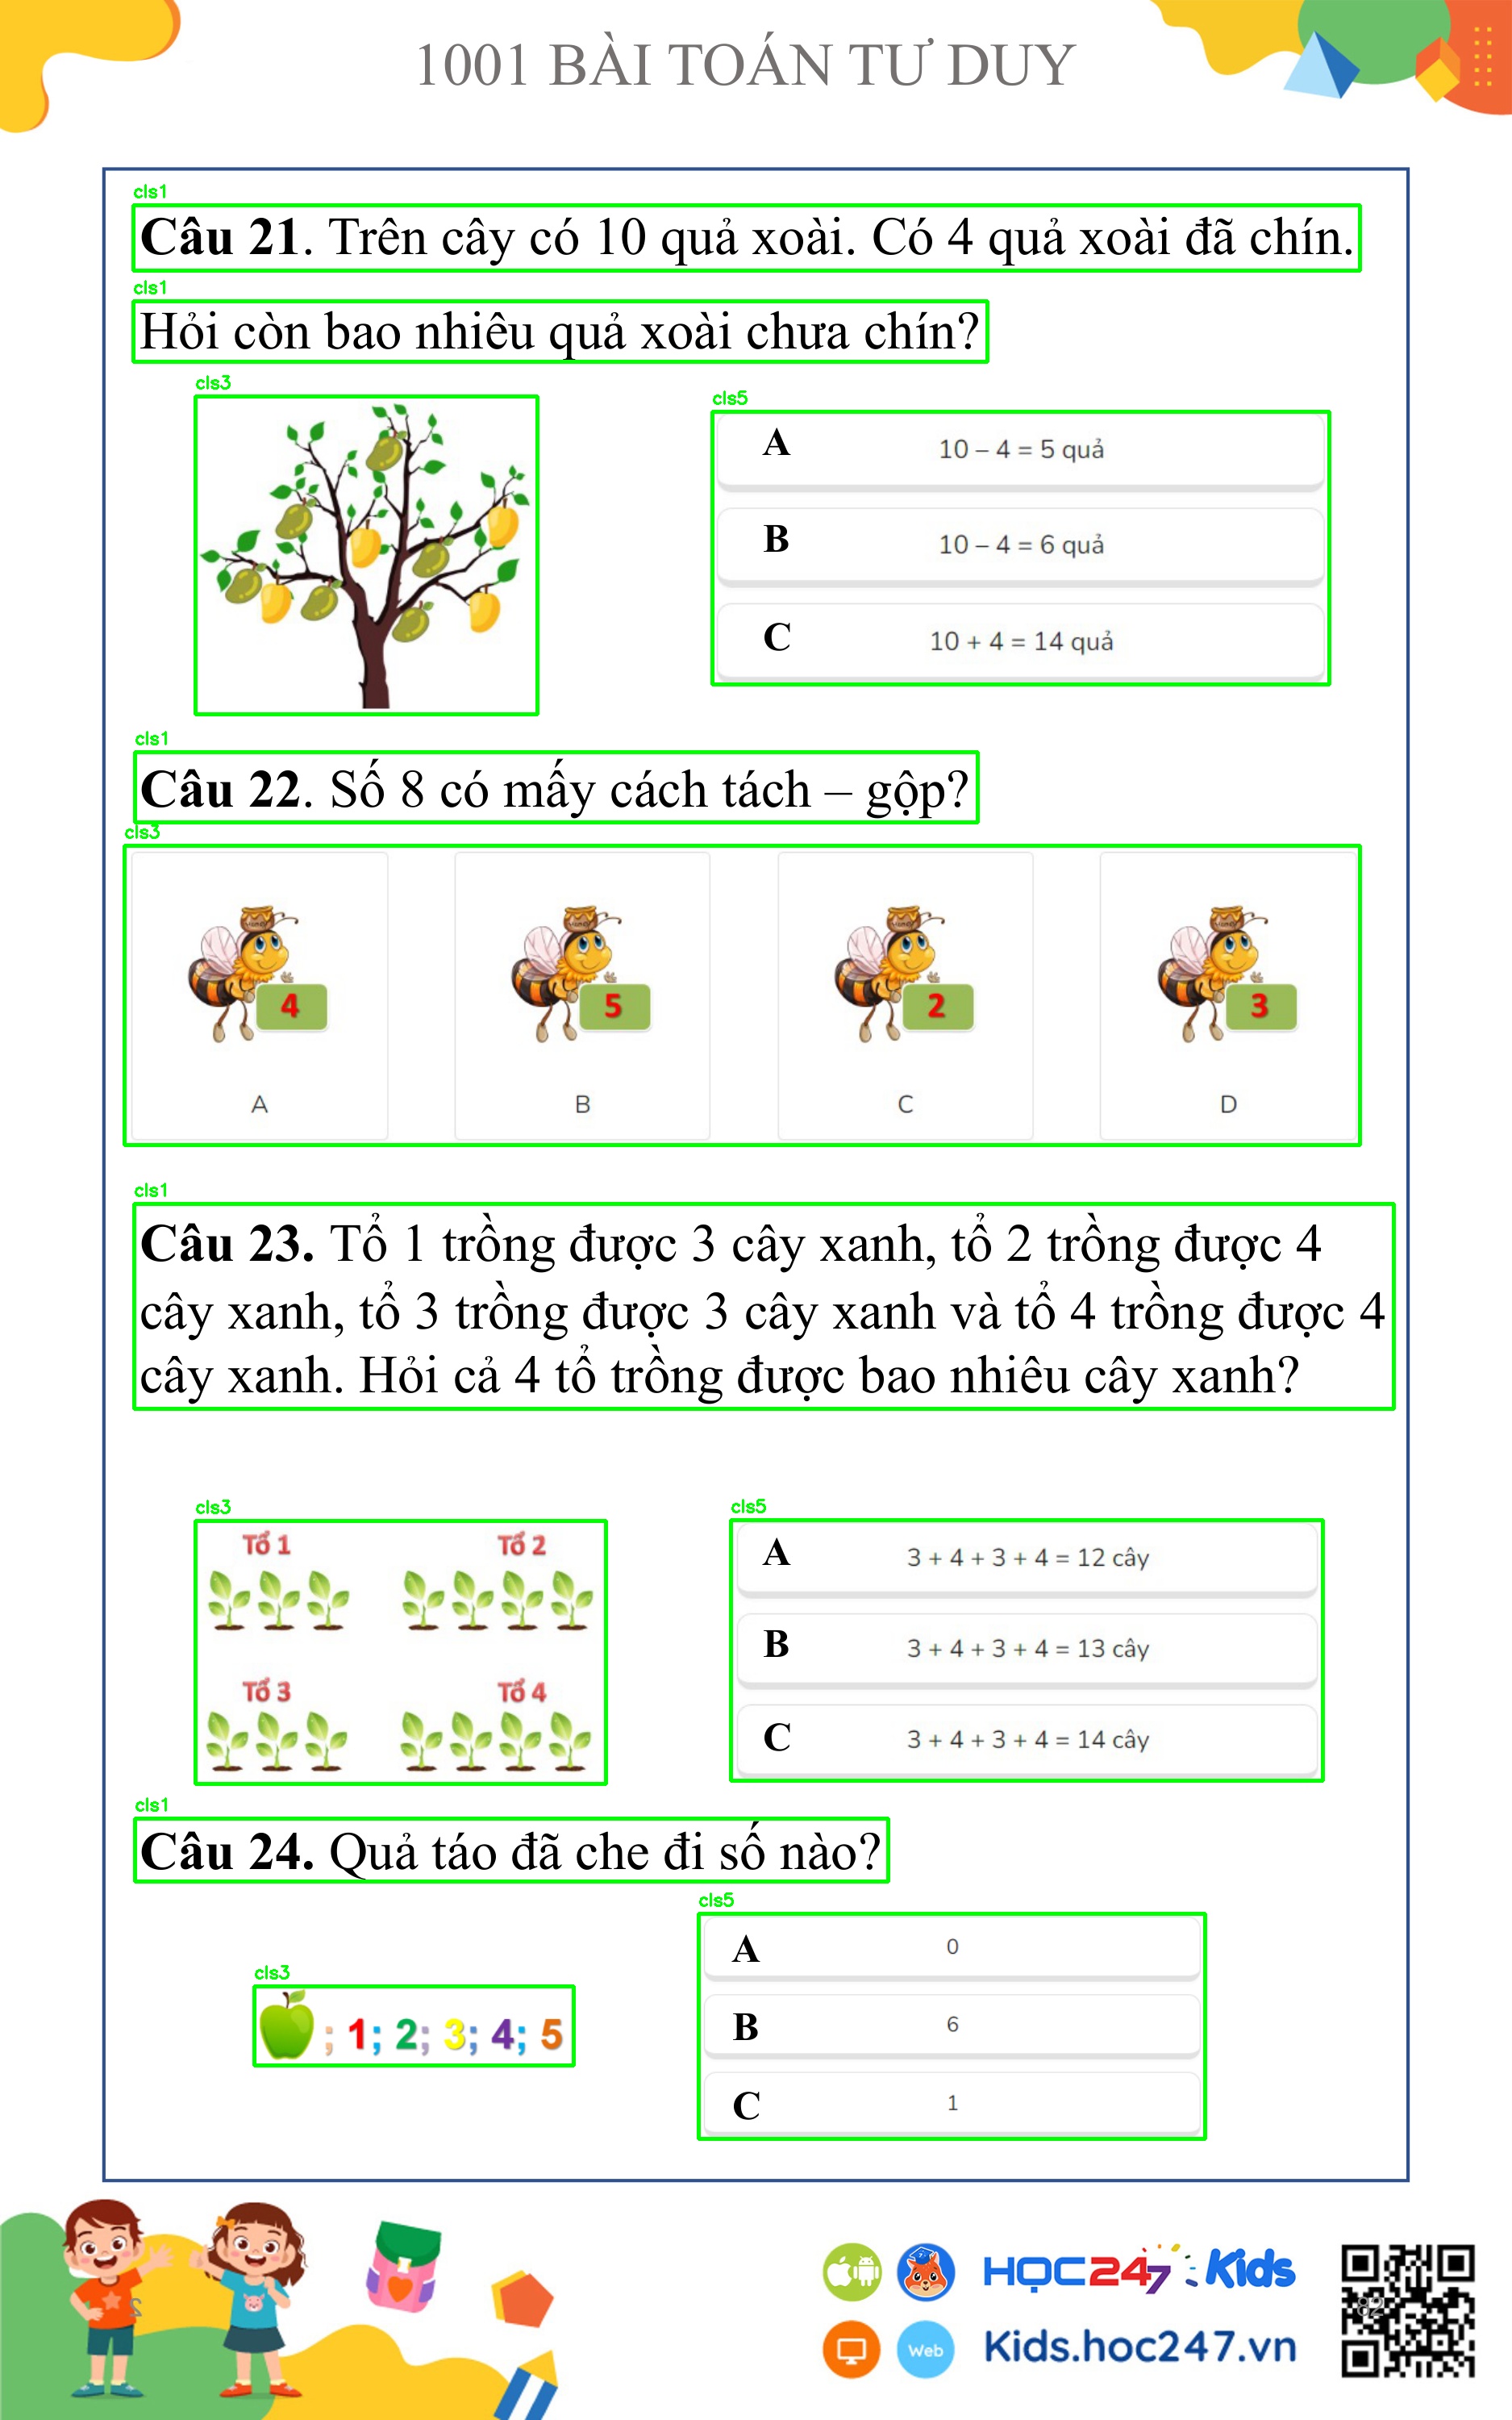 1001 BÀI TOÁN TƯ DUY
cls1
Câu 21. Trên cây có 10 quả xoài. Có 4 quả xoài đã chín.
cls1
Hỏi còn bao nhiêu quả xoài chưa chín?
cls3
cls5
A 10 – 4 = 5 quả
B 10 – 4 = 6 quả
C 10 + 4 = 14 quả
cls1
Câu 22. Số 8 có mấy cách tách – gộp?
cls3
4 5 2 3
A B C D
cls1
Câu 23. Tổ 1 trồng được 3 cây xanh, tổ 2 trồng được 4
cây xanh, tổ 3 trồng được 3 cây xanh và tổ 4 trồng được 4
cây xanh. Hỏi cả 4 tổ trồng được bao nhiêu cây xanh?
cls3
Tổ 1 Tổ 2
Tổ 3 Tổ 4
cls5
A 3 + 4 + 3 + 4 = 12 cây
B 3 + 4 + 3 + 4 = 13 cây
C 3 + 4 + 3 + 4 = 14 cây
cls1
Câu 24. Quả táo đã che đi số nào?
cls3
; 1; 2; 3; 4; 5
cls5
A 0
B 6
C 1
HỌC247 Kids
Web Kids.hoc247.vn
82